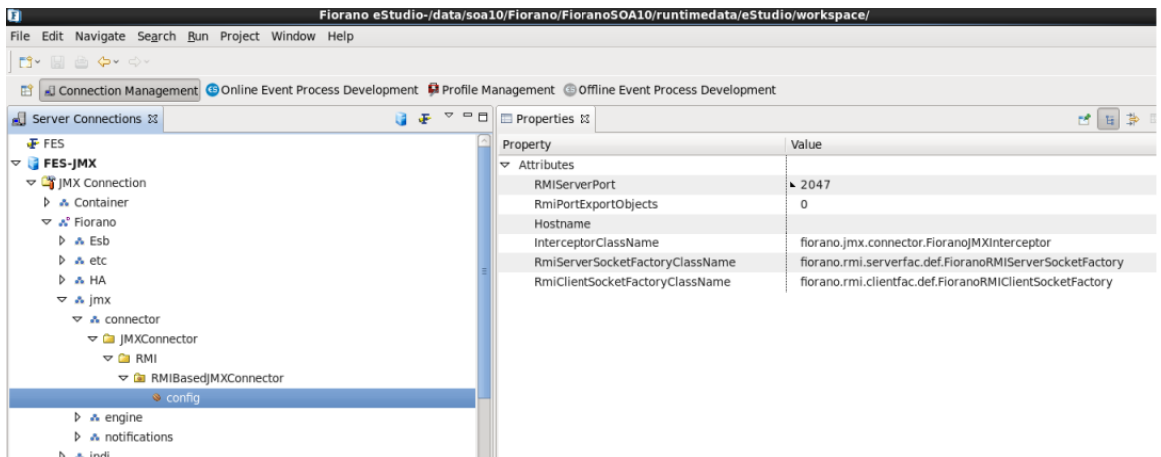 Fiorano eStudio-/data/soa10/Fiorano/FioranoSOA10/runtimedata/eStudio/workspace/
File Edit Navigate Search Run Project Window Help
Connection Management Online Event Process Development Profile Management Offline Event Process Development
Server Connections
FES
FES-JMX
JMX Connection
Container
Fiorano
Esb
etc
HA
jmx
connector
JMXConnector
RMI
RMIBasedJMXConnector
config
engine
notifications
jndi
Properties
Property Value
Attributes
RMIServerPort 2047
RmiPortExportObjects 0
Hostname
InterceptorClassName fiorano.jmx.connector.FioranoJMXInterceptor
RmiServerSocketFactoryClassName fiorano.rmi.serverfac.def.FioranoRMIServerSocketFactory
RmiClientSocketFactoryClassName fiorano.rmi.clientfac.def.FioranoRMIClientSocketFactory